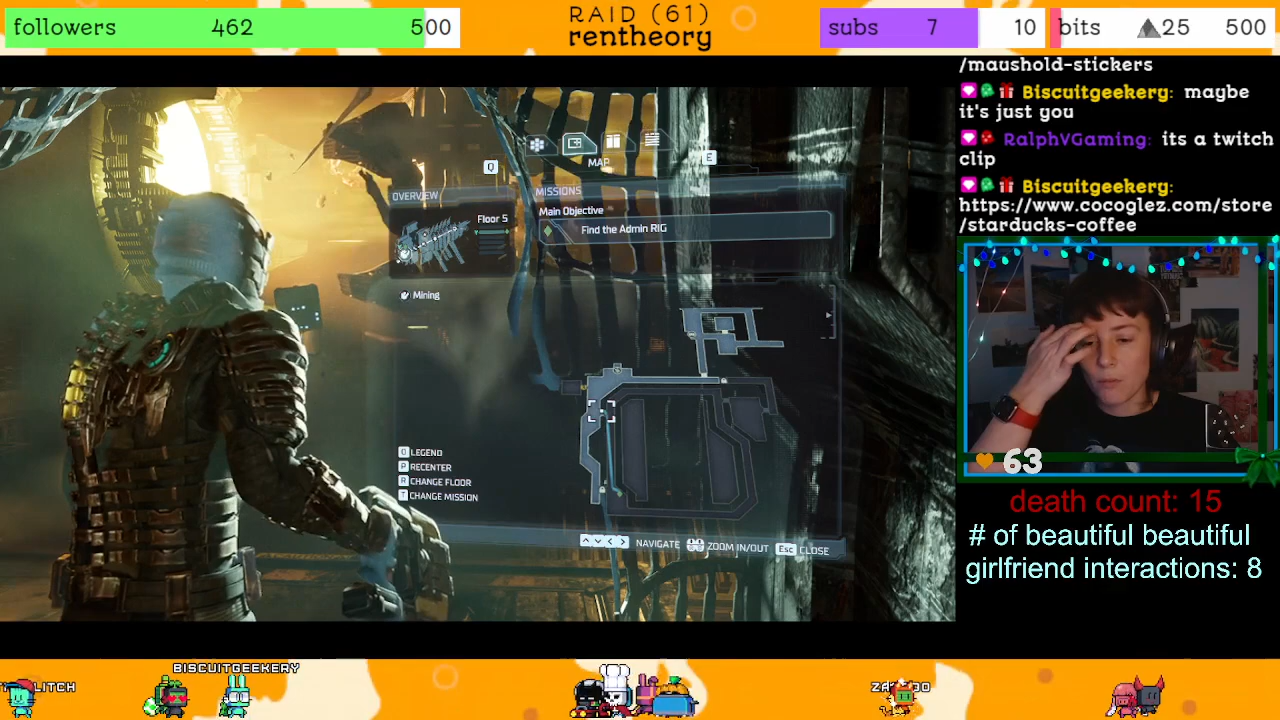 followers 462 500
RAID (61)
rentheory
subs 7 10
bits 25 500
/maushold-stickers
Biscuitgeekery: maybe
it's just you
RalphVGaming: its a twitch
clip
Biscuitgeekery:
https://www.cocoglez.com/store
/starducks-coffee
MAP
Q
E
OVERVIEW
Floor 5
MISSIONS
Main Objective
Find the Admin RIG
Mining
LEGEND
P RECENTER
R CHANGE FLOOR
T CHANGE MISSION
NAVIGATE ZOOM IN/OUT Esc CLOSE
63
death count: 15
# of beautiful beautiful
girlfriend interactions: 8
BISCUITGEEKERY